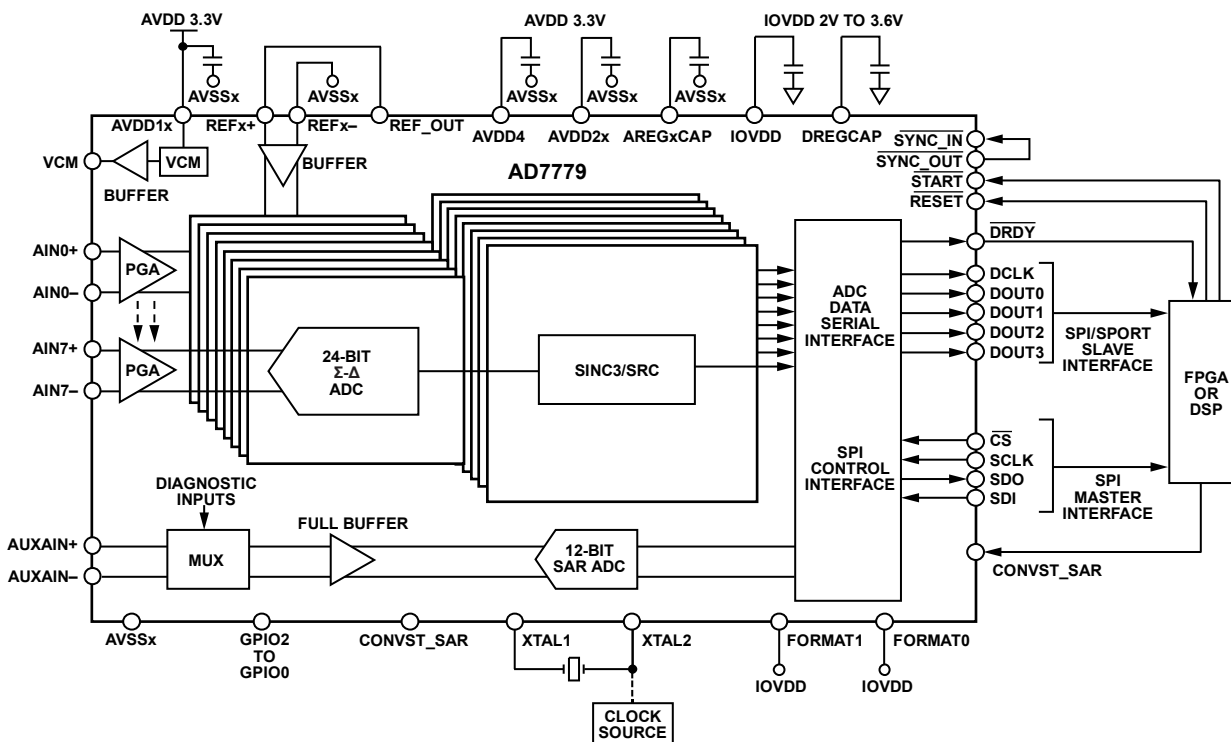 AVDD 3.3V
AVDD 3.3V
IOVDD 2V TO 3.6V
AVSSx
AVSSx
AVSSx
AVSSx
AVSSx
AVDD1x
REFx+
REFx–
REF_OUT
AVDD4
AVDD2x
AREGxCAP
IOVDD
DREGCAP
VCM
VCM
BUFFER
BUFFER
AD7779
SYNC_IN
SYNC_OUT
START
RESET
DRDY
AIN0+
AIN0–
PGA
AIN7+
AIN7–
PGA
24-BIT
Σ-Δ
ADC
SINC3/SRC
ADC
DATA
SERIAL
INTERFACE
DCLK
DOUT0
DOUT1
DOUT2
DOUT3
SPI/SPORT
SLAVE
INTERFACE
FPGA
OR
DSP
SPI
CONTROL
INTERFACE
CS
SCLK
SDO
SDI
SPI
MASTER
INTERFACE
DIAGNOSTIC
INPUTS
FULL BUFFER
AUXAIN+
AUXAIN–
MUX
12-BIT
SAR ADC
CONVST_SAR
AVSSx
GPIO2
TO
GPIO0
CONVST_SAR
XTAL1
XTAL2
FORMAT1
FORMAT0
IOVDD
IOVDD
CLOCK
SOURCE